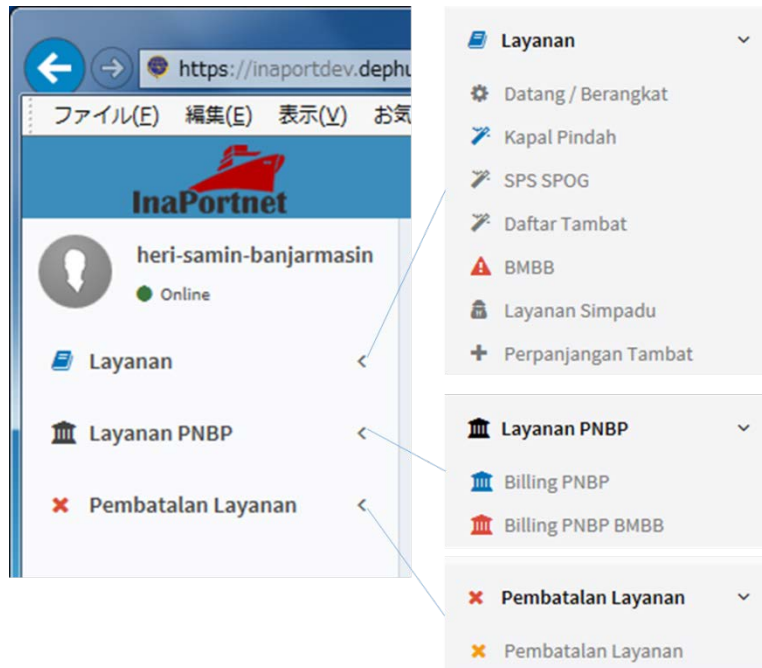 https://inaportdev.dephu
ファイル(F) 編集(E) 表示(V) お気
InaPortnet
heri-samin-banjarmasin
Online
Layanan
Layanan PNBP
Pembatalan Layanan
Layanan
Datang / Berangkat
Kapal Pindah
SPS SPOG
Daftar Tambat
BMBB
Layanan Simpadu
Perpanjangan Tambat
Layanan PNBP
Billing PNBP
Billing PNBP BMBB
Pembatalan Layanan
Pembatalan Layanan